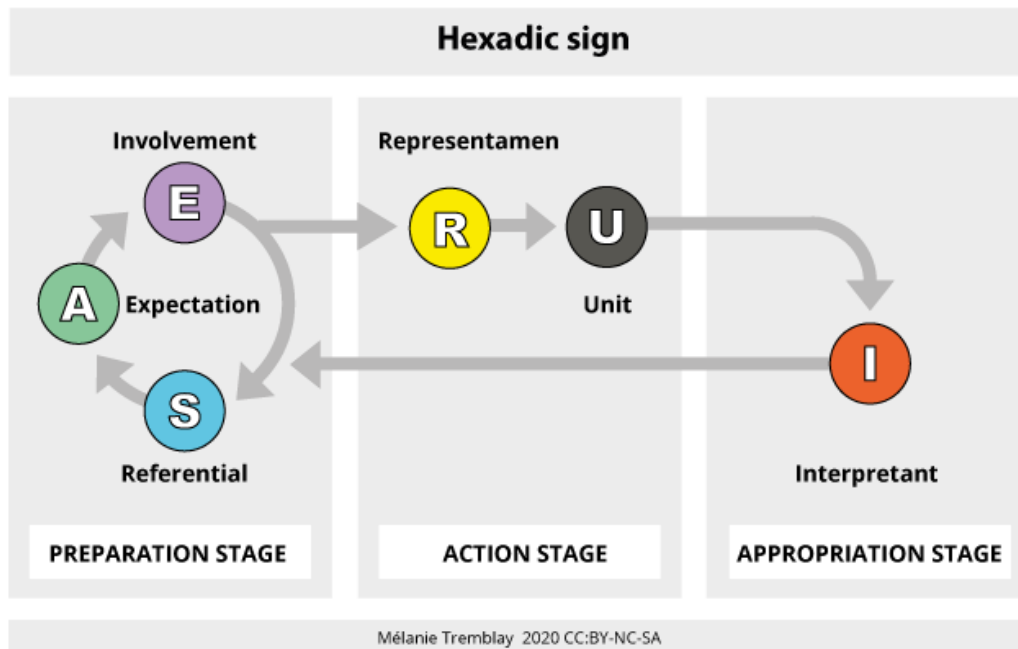 Hexadic sign
Involvement
E
A
Expectation
S
Referential
PREPARATION STAGE
Representamen
R
U
Unit
ACTION STAGE
I
Interpretant
APPROPRIATION STAGE
Mélanie Tremblay 2020 CC:BY-NC-SA